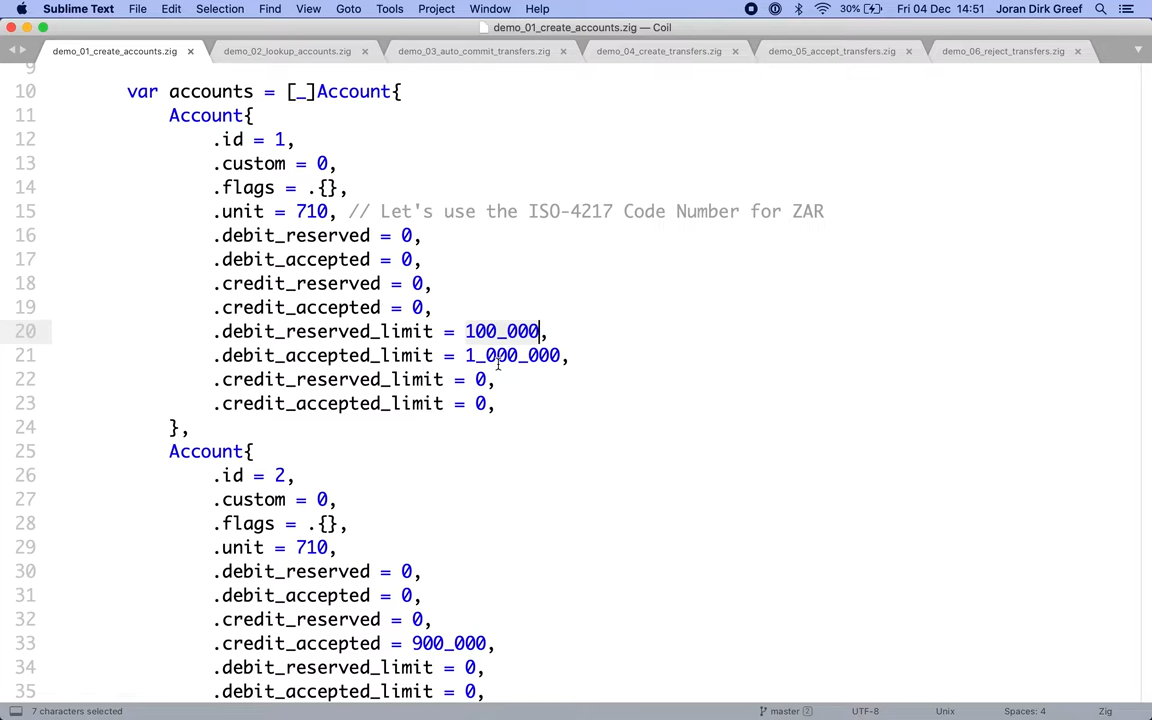 Sublime Text File Edit Selection Find View Goto Tools Project Window Help 30% Fri 04 Dec 14:51 Joran Dirk Greef
demo_01_create_accounts.zig — Coil
demo_01_create_accounts.zig demo_02_lookup_accounts.zig demo_03_auto_commit_transfers.zig demo_04_create_transfers.zig demo_05_accept_transfers.zig demo_06_reject_transfers.zig
9
10 var accounts = [_]Account{
11 Account{
12 .id = 1,
13 .custom = 0,
14 .flags = .{},
15 .unit = 710, // Let's use the ISO-4217 Code Number for ZAR
16 .debit_reserved = 0,
17 .debit_accepted = 0,
18 .credit_reserved = 0,
19 .credit_accepted = 0,
20 .debit_reserved_limit = 100_000,
21 .debit_accepted_limit = 1_000_000,
22 .credit_reserved_limit = 0,
23 .credit_accepted_limit = 0,
24 },
25 Account{
26 .id = 2,
27 .custom = 0,
28 .flags = .{},
29 .unit = 710,
30 .debit_reserved = 0,
31 .debit_accepted = 0,
32 .credit_reserved = 0,
33 .credit_accepted = 900_000,
34 .debit_reserved_limit = 0,
35 .debit_accepted_limit = 0,
7 characters selected master 2 UTF-8 Unix Spaces: 4 Zig